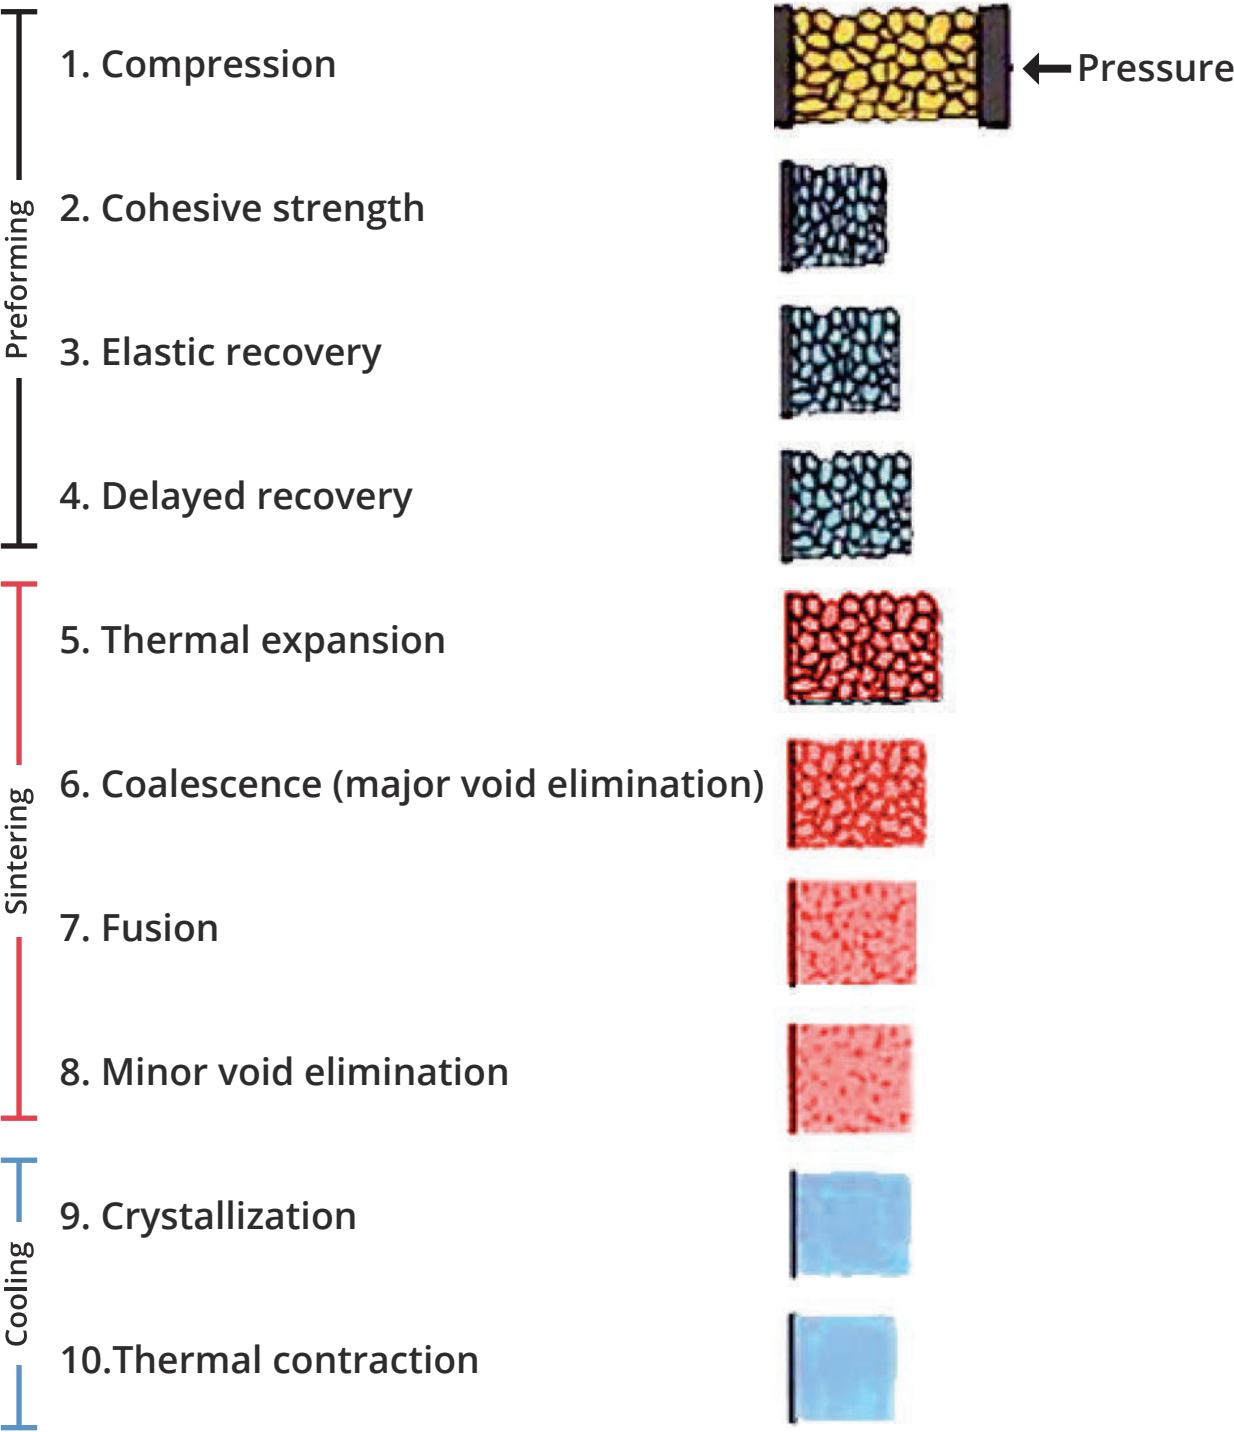 Preforming
1. Compression
Pressure
2. Cohesive strength
3. Elastic recovery
4. Delayed recovery
Sintering
5. Thermal expansion
6. Coalescence (major void elimination)
7. Fusion
8. Minor void elimination
Cooling
9. Crystallization
10.Thermal contraction